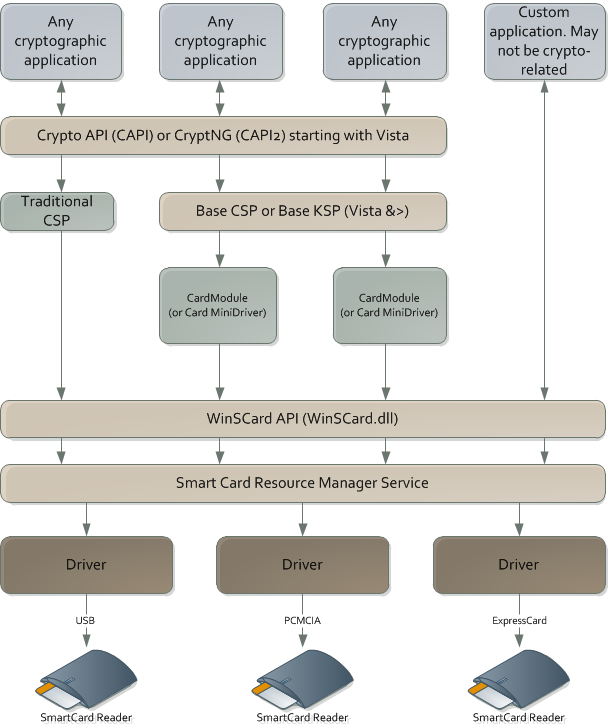 Any
cryptographic
application
Any
cryptographic
application
Any
cryptographic
application
Custom
application. May
not be crypto-
related
Crypto API (CAPI) or CryptNG (CAPI2) starting with Vista
Traditional
CSP
Base CSP or Base KSP (Vista &>)
CardModule
(or Card MiniDriver)
CardModule
(or Card MiniDriver)
WinSCard API (WinSCard.dll)
Smart Card Resource Manager Service
Driver
Driver
Driver
USB
PCMCIA
ExpressCard
SmartCard Reader
SmartCard Reader
SmartCard Reader